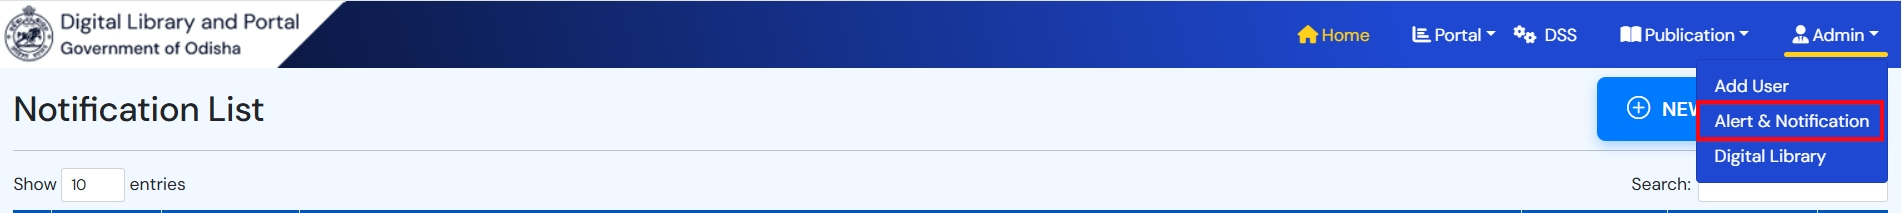 Digital Library and Portal
Government of Odisha
Home Portal DSS Publication Admin
Add User
Alert & Notification
Digital Library
Notification List
Show 10 entries
Search: